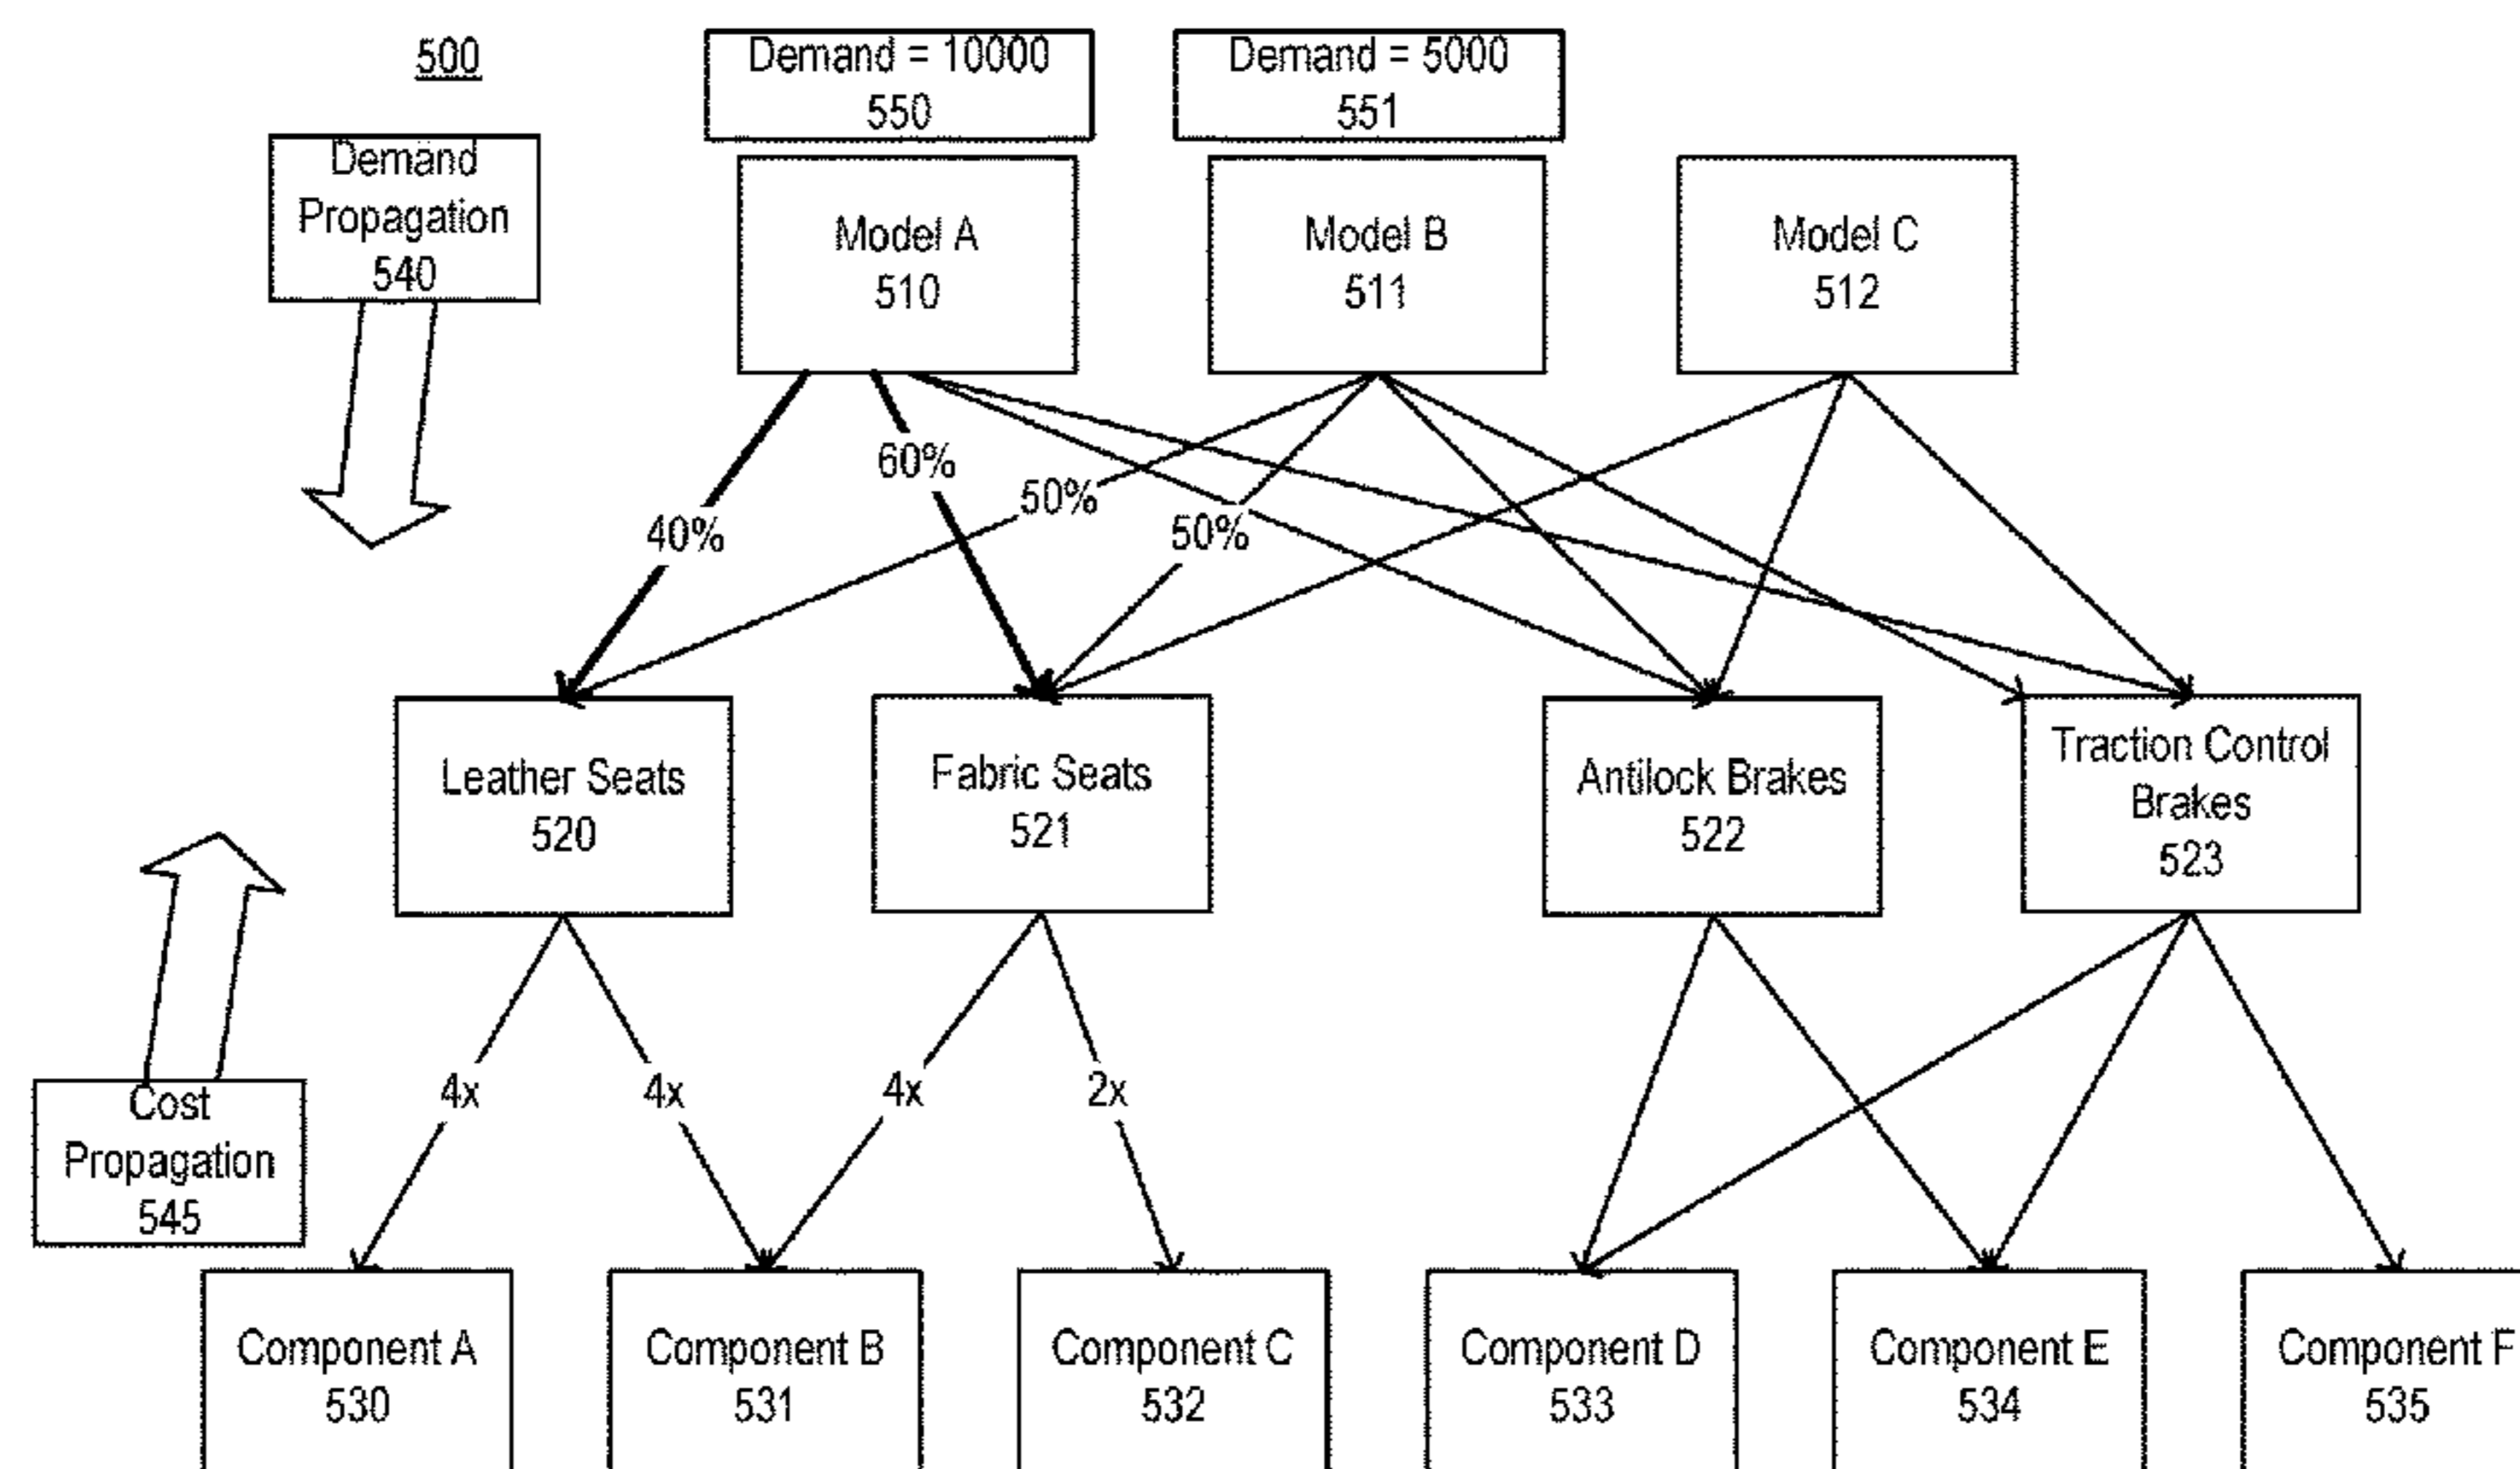 500
Demand = 10000
550
Demand = 5000
551
Demand
Propagation
540
Model A
510
Model B
511
Model C
512
60%
50%
40%
50%
Leather Seats
520
Fabric Seats
521
Antilock Brakes
522
Traction Control
Brakes
523
4x
4x
4x
2x
Cost
Propagation
545
Component A
530
Component B
531
Component C
532
Component D
533
Component E
534
Component F
535